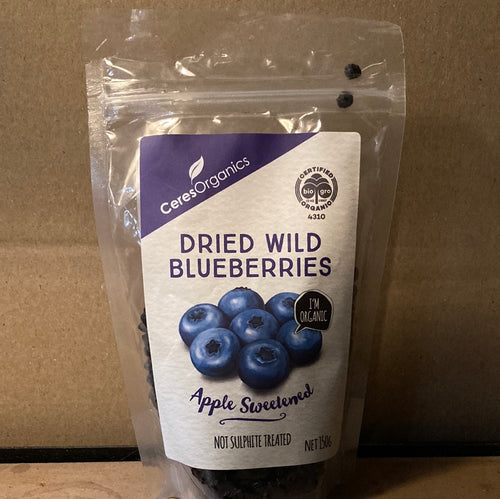 CeresOrganics
CERTIFIED
bio gro
ORGANIC
4310
DRIED WILD
BLUEBERRIES
I'M
ORGANIC
Apple Sweetened
NOT SULPHITE TREATED
NET 150g